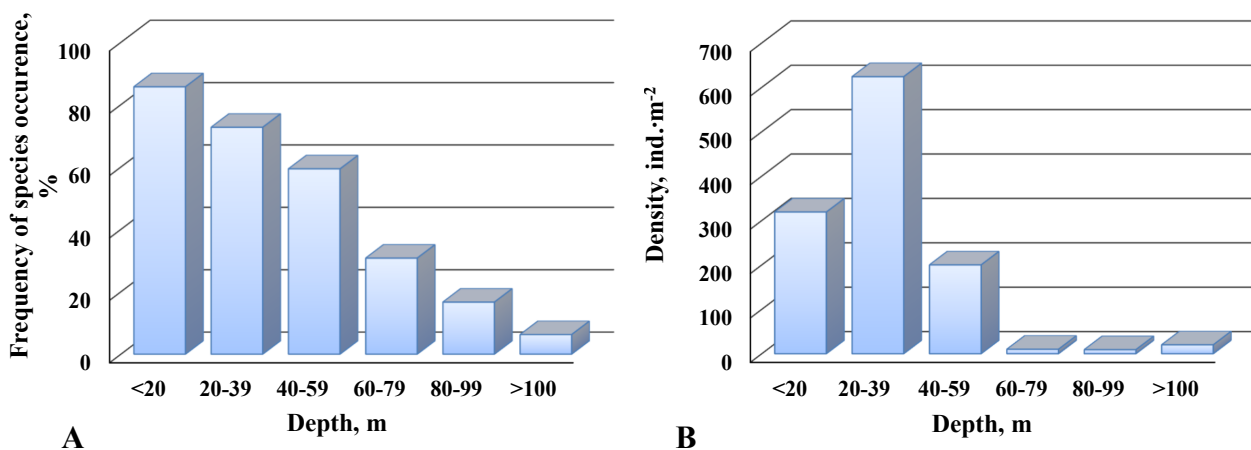 Frequency of species occurence,
%
100
80
60
40
20
0
<20 20-39 40-59 60-79 80-99 >100
Depth, m
A
Density, ind.·m-2
700
600
500
400
300
200
100
0
<20 20-39 40-59 60-79 80-99 >100
Depth, m
B